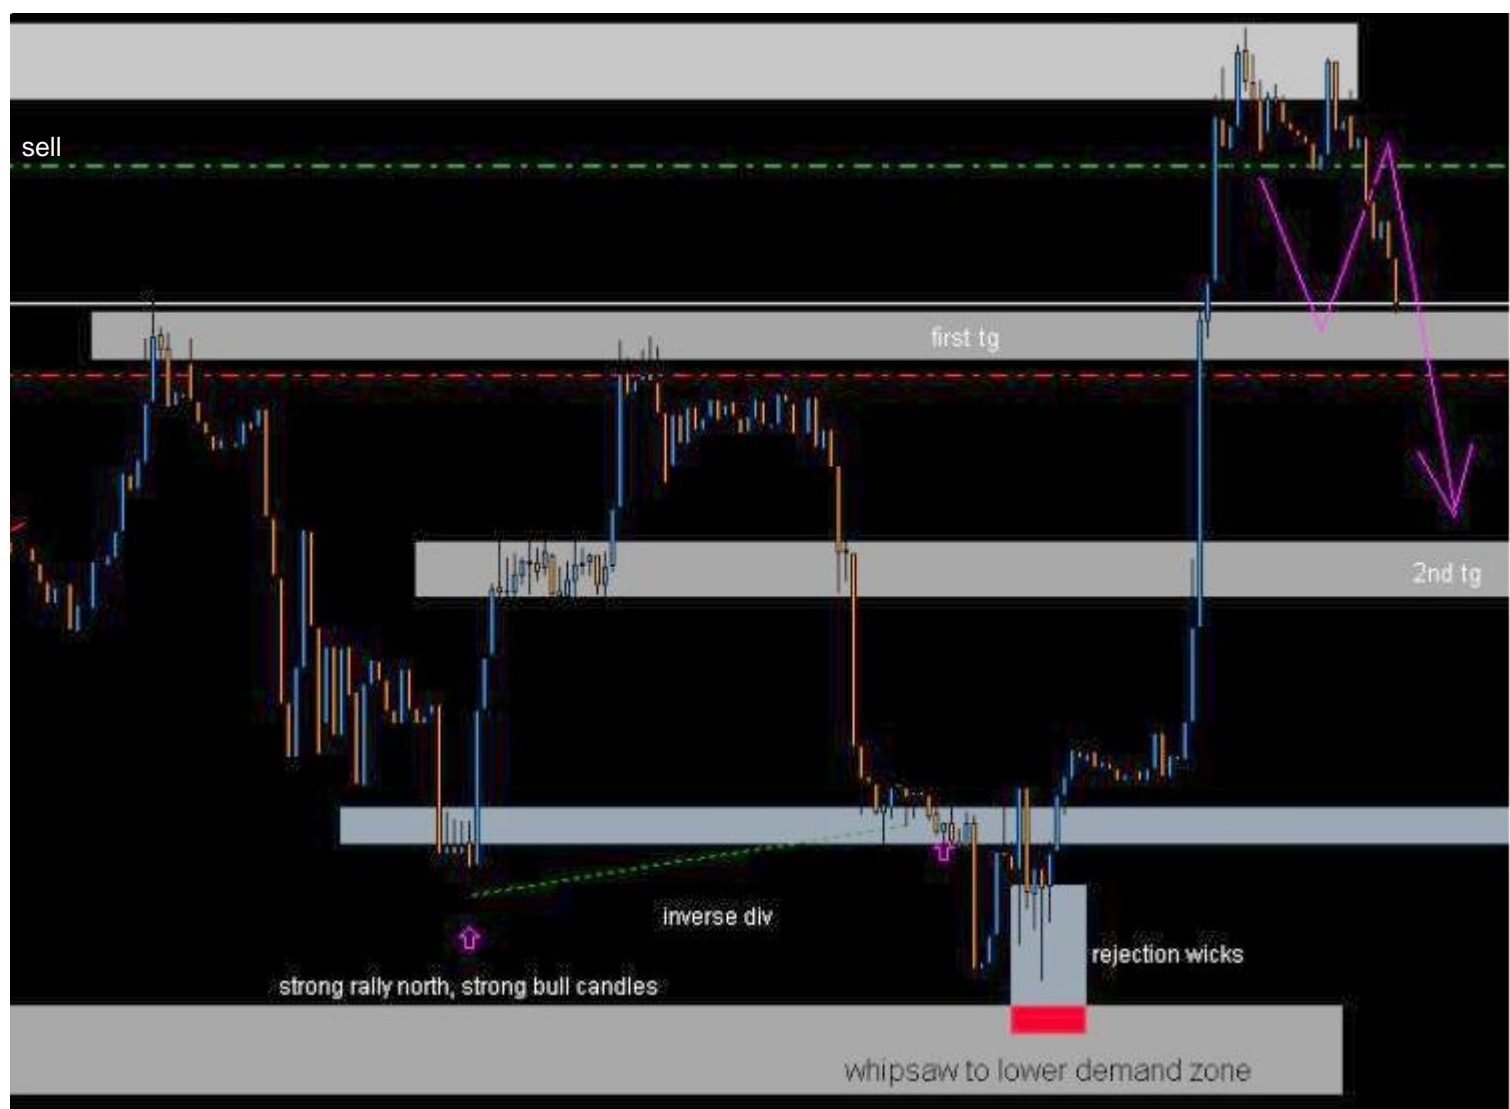 sell
first tg
2nd tg
inverse div
rejection wicks
strong rally north, strong bull candles
whipsaw to lower demand zone